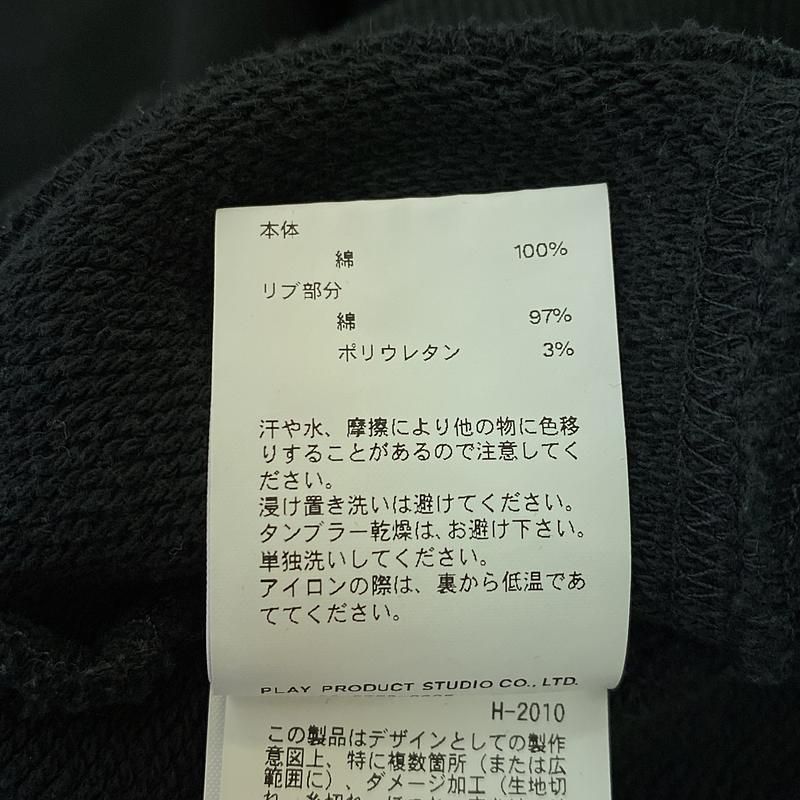 本体
綿 100%
リブ部分
綿 97%
ポリウレタン 3%
汗や水、摩擦により他の物に色移
りすることがあるので注意してく
ださい。
浸け置き洗いは避けてください。
タンブラー乾燥は、お避け下さい。
単独洗いしてください。
アイロンの際は、裏から低温であ
ててください。
PLAY PRODUCT STUDIO CO., LTD.
H-2010
この製品はデザインとしての製作
意図上、特に複数箇所(または広
範囲に)、ダメージ加工(生地切